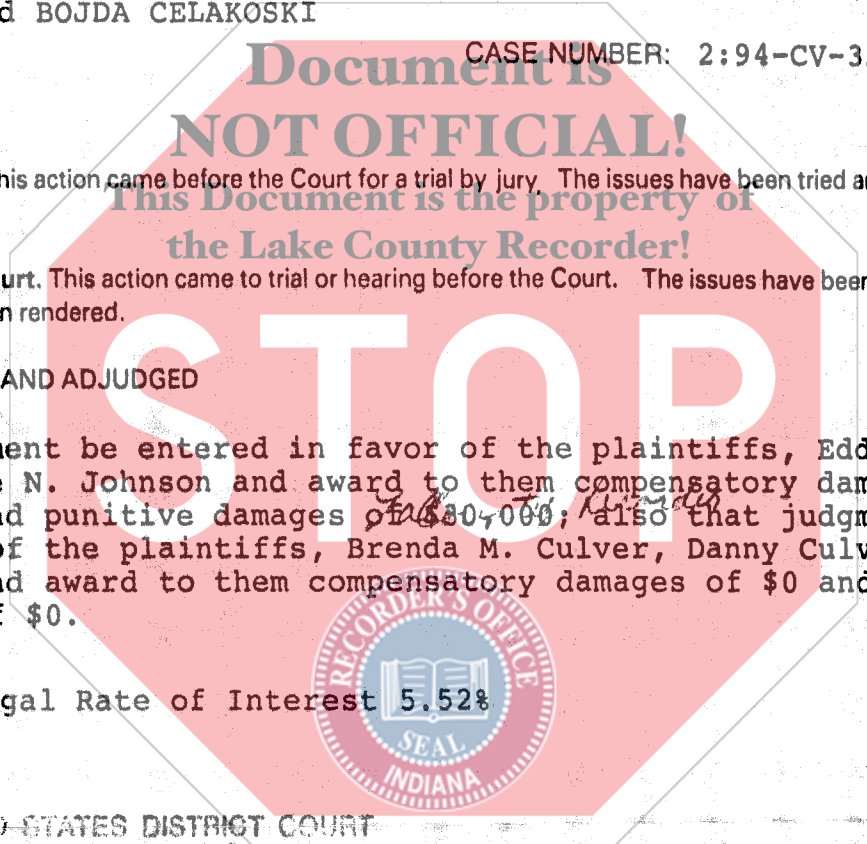 d BOJDA CELAKOSKI
CASE NUMBER: 2:94-CV-3
Document is
NOT OFFICIAL!
his action came before the Court for a trial by jury. The issues have been tried a
This Document is the property of
the Lake County Recorder!
urt. This action came to trial or hearing before the Court. The issues have been
n rendered.
STOP
AND ADJUDGED
ent be entered in favor of the plaintiffs, Edd
e N. Johnson and award to them compensatory dam
d punitive damages of $80,000; also that judgm
of the plaintiffs, Brenda M. Culver, Danny Culv
d award to them compensatory damages of $0 and
f $0.
RECORDER'S OFFICE
gal Rate of Interest 5.52%
SEAL
INDIANA
STATES DISTRICT COURT